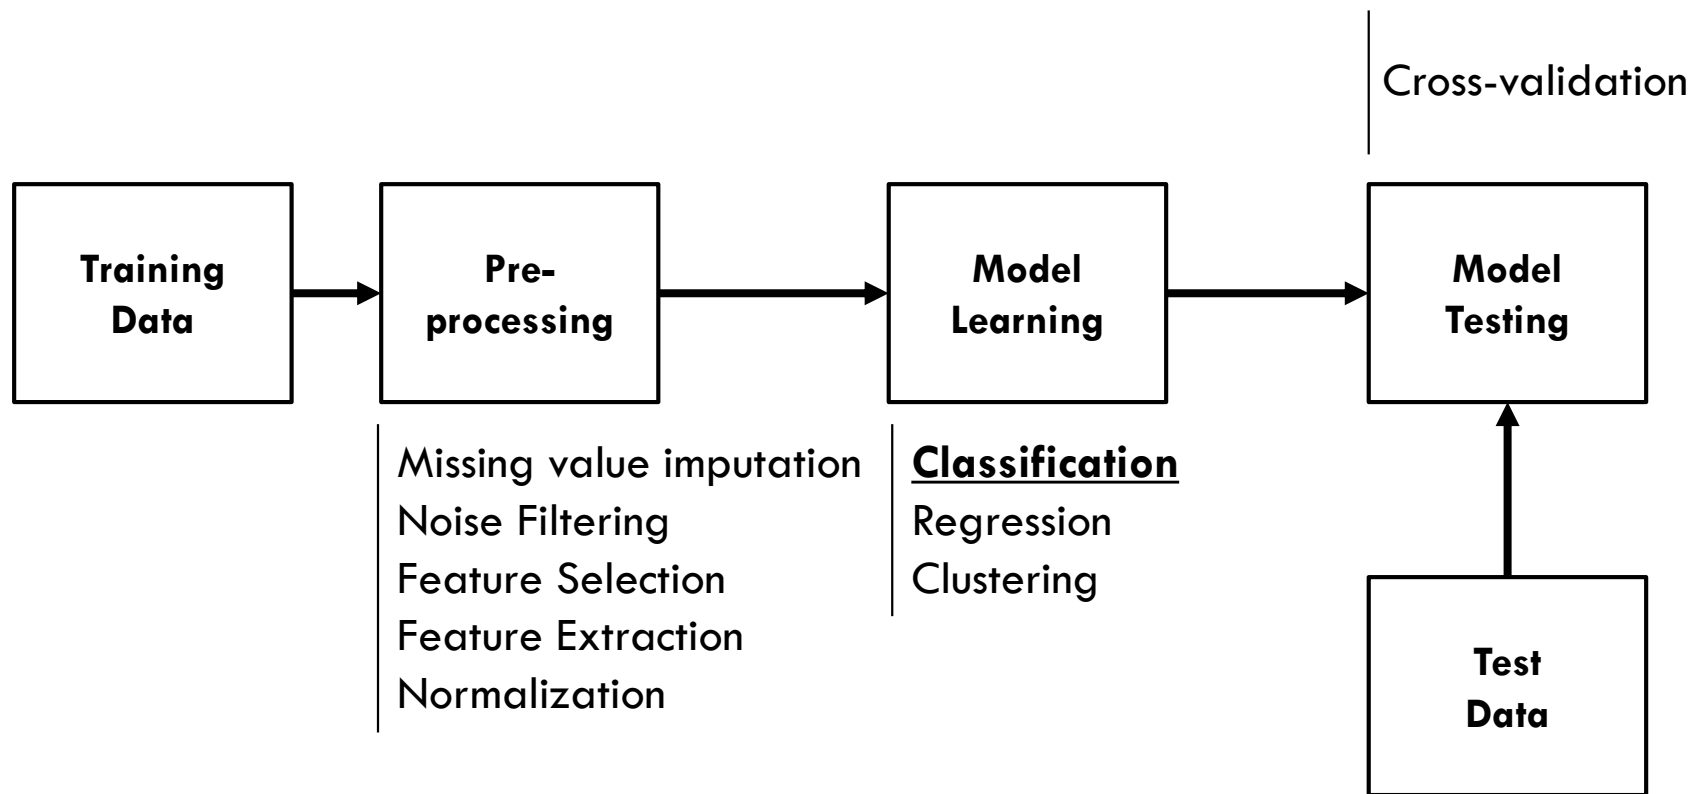 Cross-validation
Training
Data
Pre-
processing
Model
Learning
Model
Testing
Missing value imputation
Noise Filtering
Feature Selection
Feature Extraction
Normalization
Classification
Regression
Clustering
Test
Data